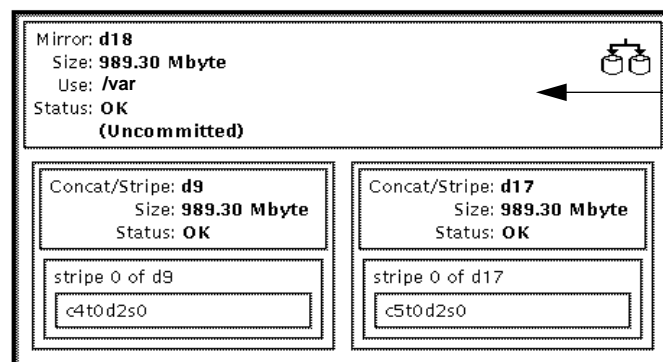 Mirror: d18
Size: 989.30 Mbyte
Use: /var
Status: OK
(Uncommitted)
Concat/Stripe: d9
Size: 989.30 Mbyte
Status: OK
stripe 0 of d9
c4t0d2s0
Concat/Stripe: d17
Size: 989.30 Mbyte
Status: OK
stripe 0 of d17
c5t0d2s0